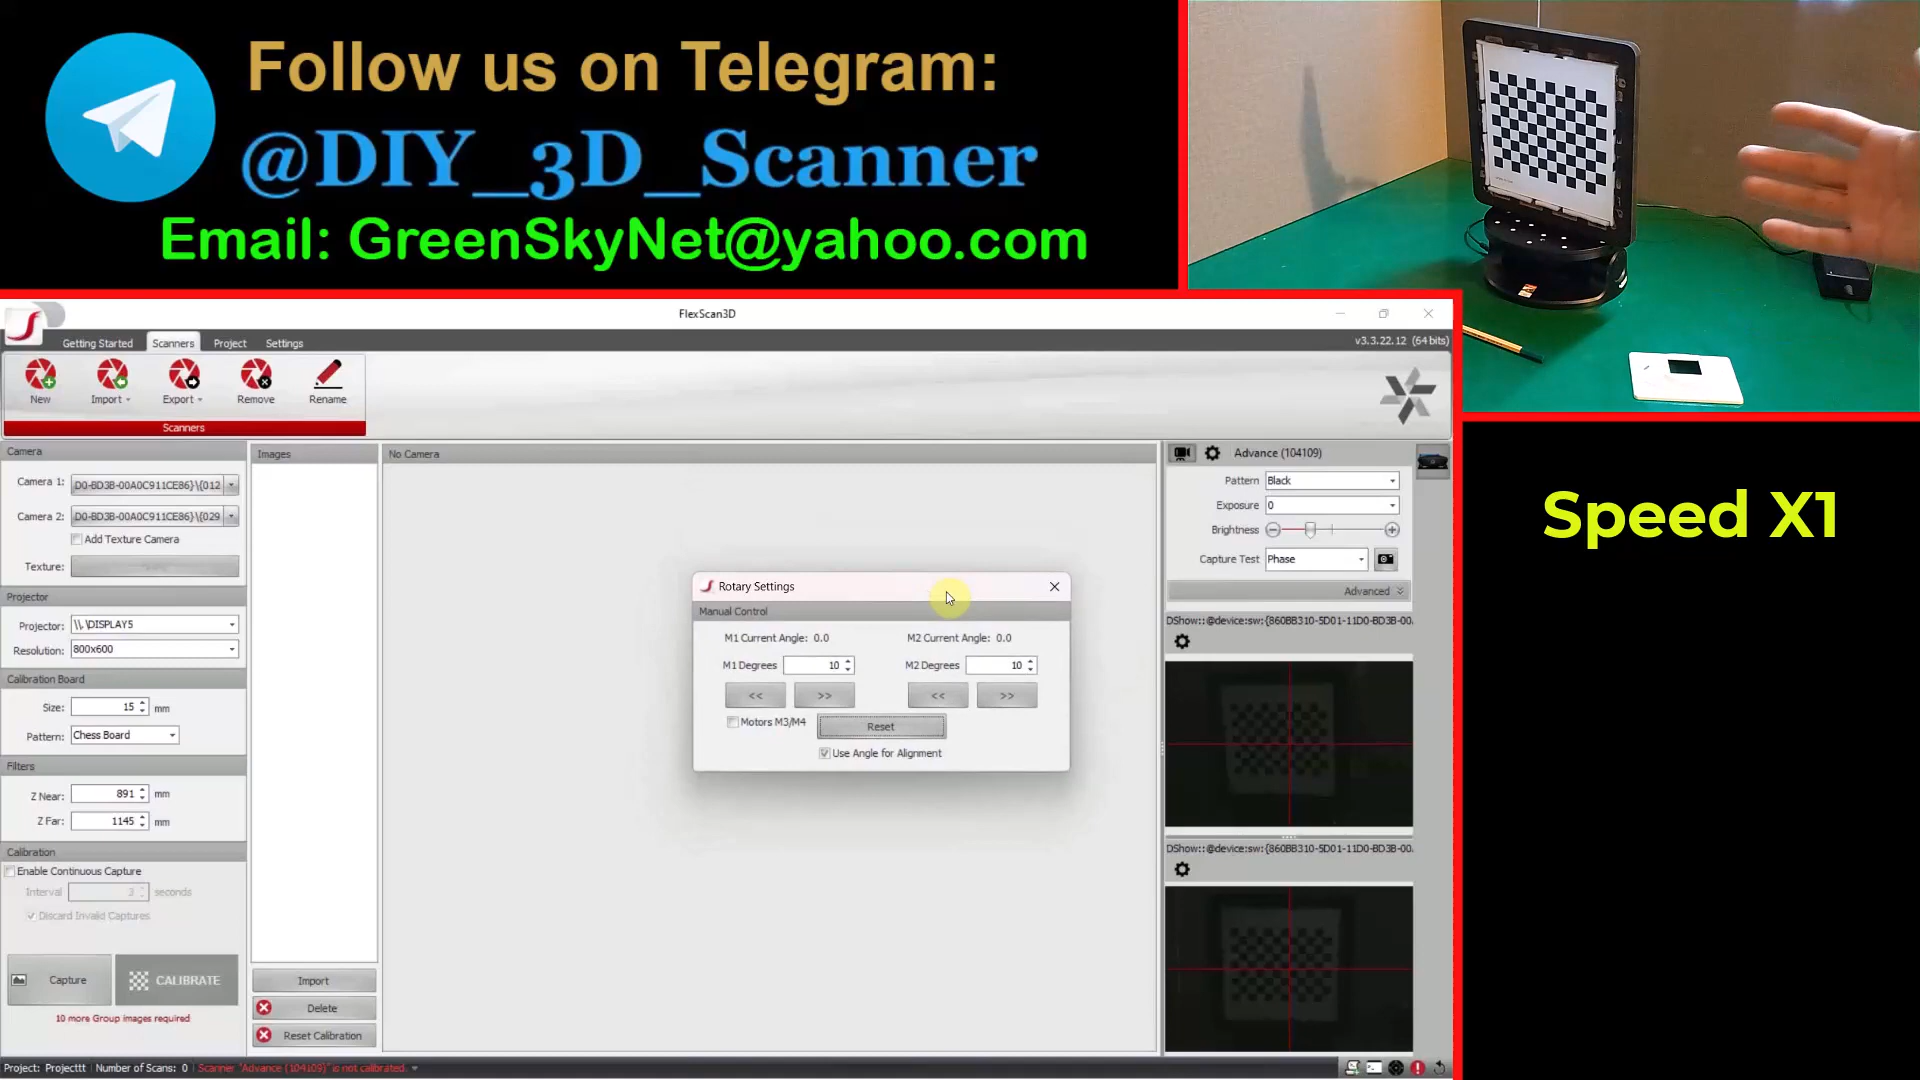 Follow us on Telegram:
@DIY_3D_Scanner
Email: GreenSkyNet@yahoo.com
FlexScan3D
Getting Started
Scanners
Project
Settings
v3.3.22.12 (64 bits)
New
Import
Export
Remove
Rename
Scanners
Camera
Images
No Camera
Camera 1:
D0-BD3B-00A0C911CE86}\{012
Camera 2:
D0-BD3B-00A0C911CE86}\{029
Add Texture Camera
Texture:
Projector
Projector:
\\.\DISPLAY5
Resolution:
800x600
Calibration Board
Size:
15
mm
Pattern:
Chess Board
Filters
Z Near:
891
mm
Z Far:
1145
mm
Calibration
Enable Continuous Capture
Interval
3
seconds
Discard Invalid Captures
Capture
CALIBRATE
10 more Group images required
Import
Delete
Reset Calibration
Rotary Settings
Manual Control
M1 Current Angle: 0.0
M2 Current Angle: 0.0
M1 Degrees
10
M2 Degrees
10
<<
>>
<<
>>
Motors M3/M4
Reset
Use Angle for Alignment
Advance (104109)
Pattern
Black
Exposure
0
Brightness
Capture Test
Phase
Advanced
DShow::@device:sw:{860BB310-5D01-11D0-BD3B-00A.
DShow::@device:sw:{860BB310-5D01-11D0-BD3B-00A.
Speed X1
Project: Projecttt
Number of Scans: 0
Scanner "Advance (104109)" is not calibrated.